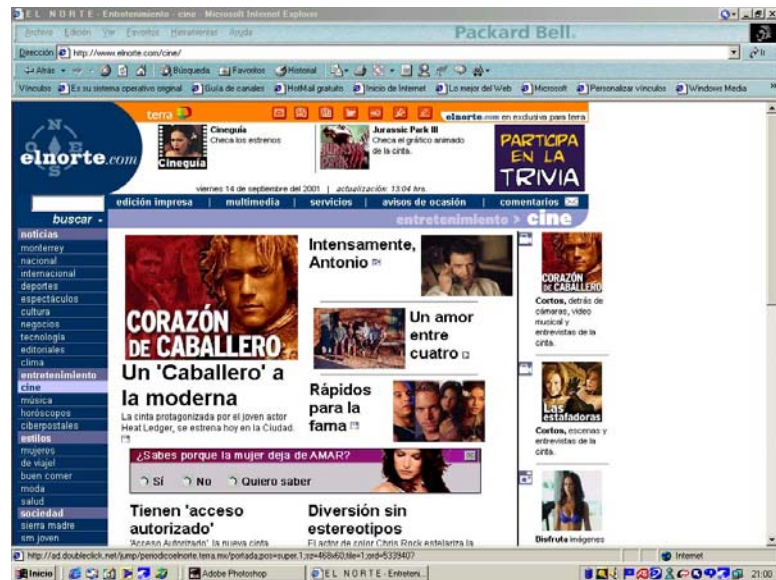 EL NORTE - Entretenimiento - cine - Microsoft Internet Explorer
Archivo Edición Ver Favoritos Herramientas Ayuda
Packard Bell.
Dirección http://www.elnorte.com/cine/
Ir
Atrás Búsqueda Favoritos Historial
Vínculos Es su sistema operativo original Guía de canales HotMail gratuito Inicio de Internet Lo mejor del Web Microsoft Personalizar vínculos Windows Media
terra
elnorte.com en exclusiva para terra
N
S
elnorte.com
Cineguía
Cineguía
Checa los estrenos
Jurassic Park III
Checa el gráfico animado
de la cinta.
PARTICIPA
EN LA
TRIVIA
viernes 14 de septiembre del 2001 | actualización: 13:04 hrs.
edición impresa | multimedia | servicios | avisos de ocasión | comentarios
buscar
entretenimiento > cine
noticias
monterrey
nacional
internacional
deportes
espectáculos
cultura
negocios
tecnología
editoriales
clima
entretenimiento
cine
música
horóscopos
ciberpostales
estilos
mujeres
de viaje!
buen comer
moda
salud
sociedad
sierra madre
sm joven
CORAZÓN
DE CABALLERO
Un 'Caballero' a
la moderna
La cinta protagonizada por el joven actor
Heat Ledger, se estrena hoy en la Ciudad.
Intensamente,
Antonio
Un amor
entre
cuatro
Rápidos
para la
fama
¿Sabes porque la mujer deja de AMAR?
Sí No Quiero saber
Tienen 'acceso
autorizado'
'Acceso Autorizado', la nueva cinta
Diversión sin
estereotipos
El actor de color Chris Rock estelariza la
CORAZÓN
DE CABALLERO
Cortos, detrás de
cámaras, video
musical y
entrevistas de la
cinta.
Las
estafadoras
Cortos, escenas y
entrevistas de la
cinta.
Disfruta imágenes
http://ad.doubleclick.net/jump/periodicoelnorte.terra.mx/portada;pos=super.1;sz=468x60;tile=1;ord=533940?
Internet
Inicio
Adobe Photoshop
EL NORTE - Entreteni...
21:00